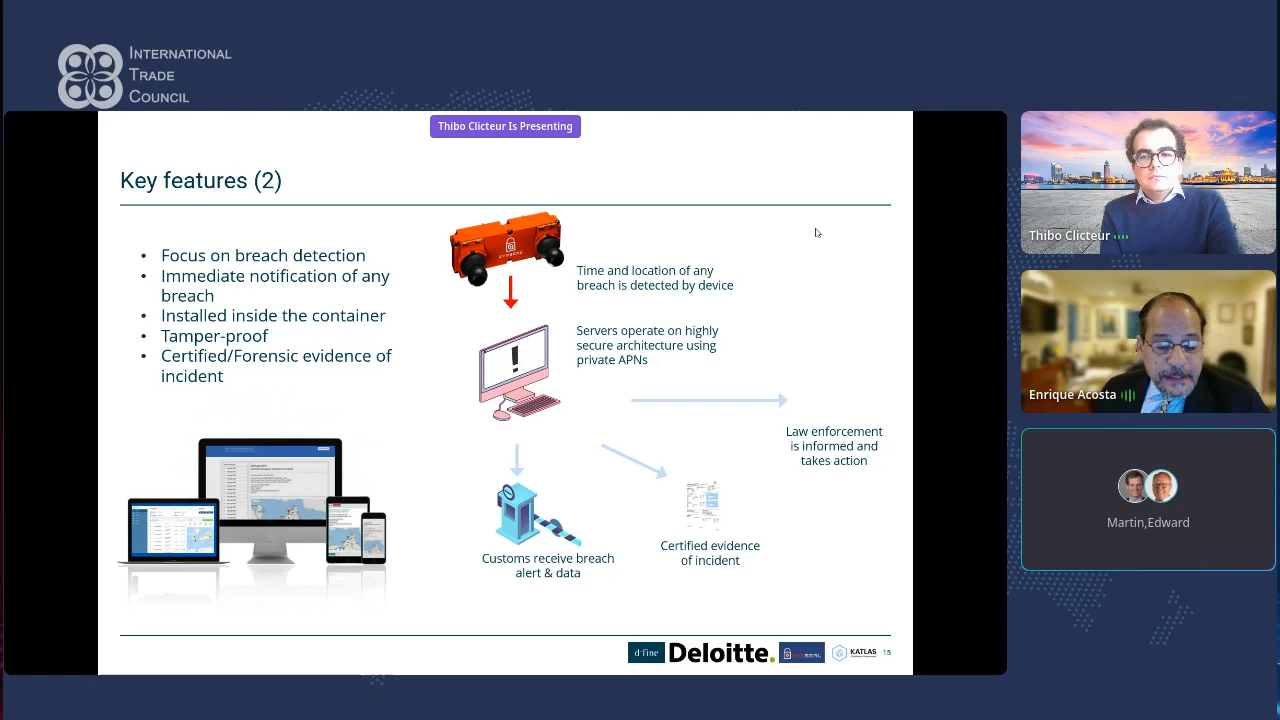 INTERNATIONAL
TRADE
COUNCIL
Thibo Clicteur Is Presenting
Key features (2)
• Focus on breach detection
• Immediate notification of any
breach
• Installed inside the container
• Tamper-proof
• Certified/Forensic evidence of
incident
Time and location of any
breach is detected by device
!
Servers operate on highly
secure architecture using
private APNs
Law enforcement
is informed and
takes action
Customs receive breach
alert & data
Certified evidence
of incident
d-fine
Deloitte.
KATLAS
15
Thibo Clicteur
Enrique Acosta
Martin,Edward